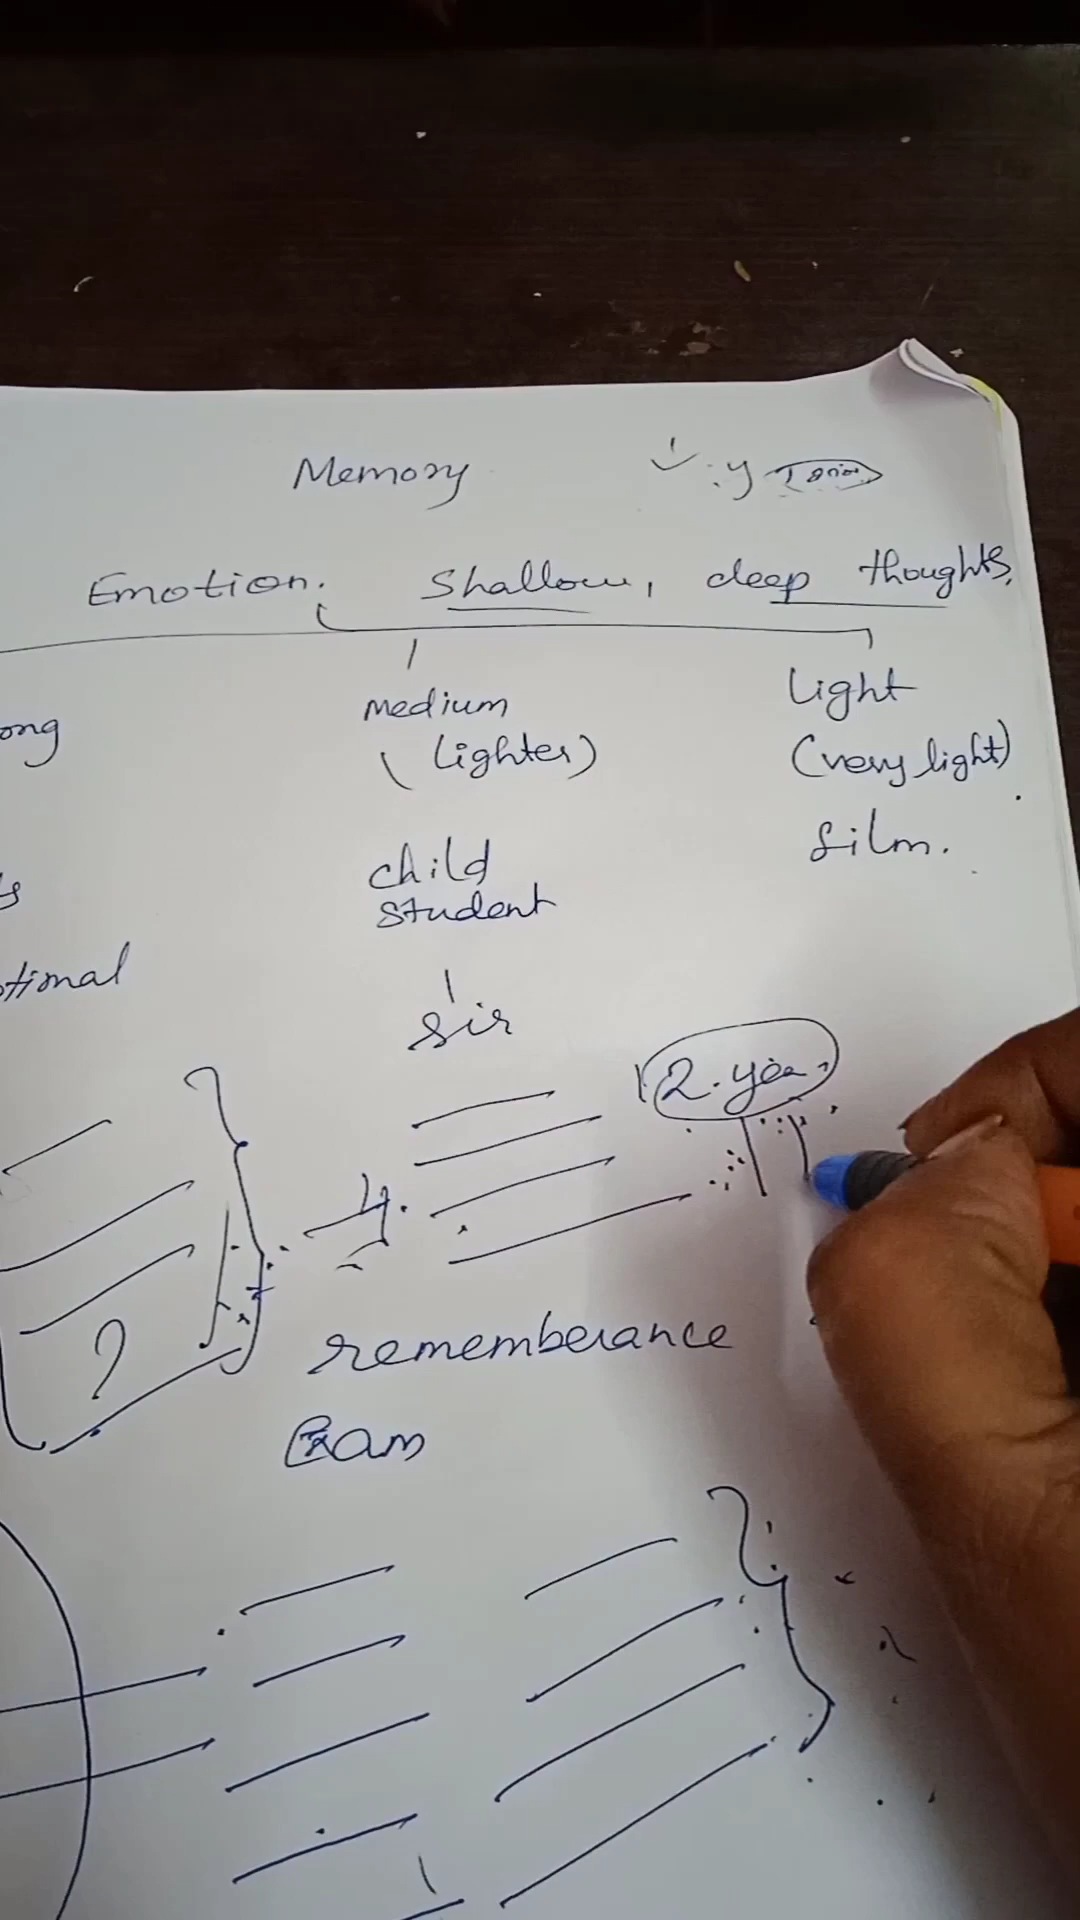 Memory
Emotion. Shallow, deep thoughts.
ong medium Light
(lighter) (very light)
child film.
student
otional
sir
2. yea
4.
?
rememberance
Exam